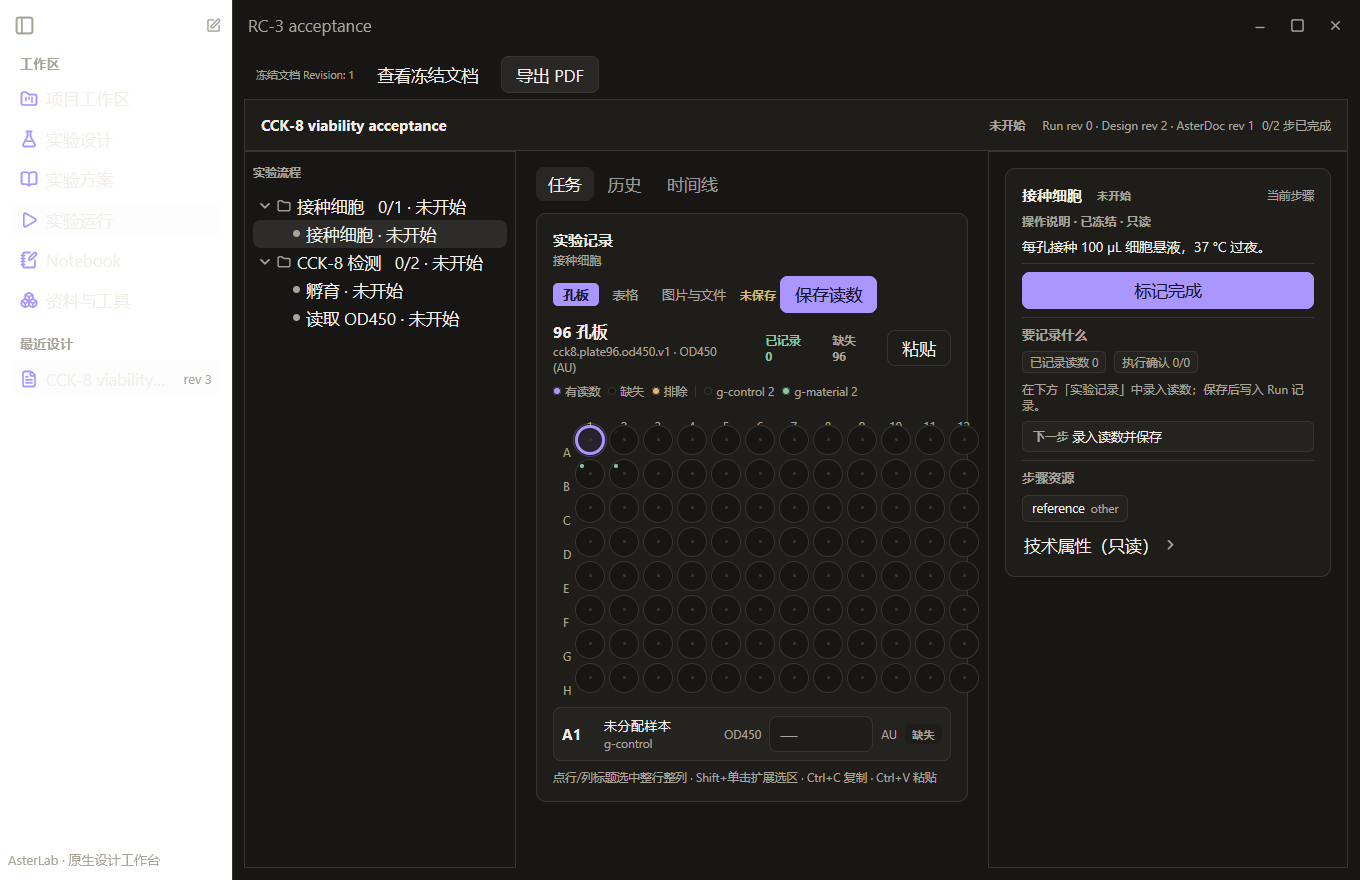 RC-3 acceptance
工作区
项目工作区
实验设计
实验方案
实验运行
Notebook
资料与工具
最近设计
CCK-8 viability... rev 3
AsterLab · 原生设计工作台
冻结文档 Revision: 1 查看冻结文档 导出 PDF
CCK-8 viability acceptance 未开始 Run rev 0 · Design rev 2 · AsterDoc rev 1 0/2 步已完成
实验流程
接种细胞 0/1 · 未开始
接种细胞 · 未开始
CCK-8 检测 0/2 · 未开始
孵育 · 未开始
读取 OD450 · 未开始
任务 历史 时间线
实验记录
接种细胞
孔板 表格 图片与文件 未保存 保存读数
96 孔板
cck8.plate96.od450.v1 · OD450
(AU)
已记录 缺失
0 96
粘贴
有读数 缺失 排除 g-control 2 g-material 2
1 2 3 4 5 6 7 8 9 10 11 12
A
B
C
D
E
F
G
H
A1 未分配样本 OD450 — AU 缺失
g-control
点行/列标题选中整行整列 · Shift+单击扩展选区 · Ctrl+C 复制 · Ctrl+V 粘贴
接种细胞 未开始 当前步骤
操作说明 · 已冻结 · 只读
每孔接种 100 µL 细胞悬液，37 °C 过夜。
标记完成
要记录什么
已记录读数 0 执行确认 0/0
在下方「实验记录」中录入读数；保存后写入 Run 记
录。
下一步 录入读数并保存
步骤资源
reference other
技术属性（只读）